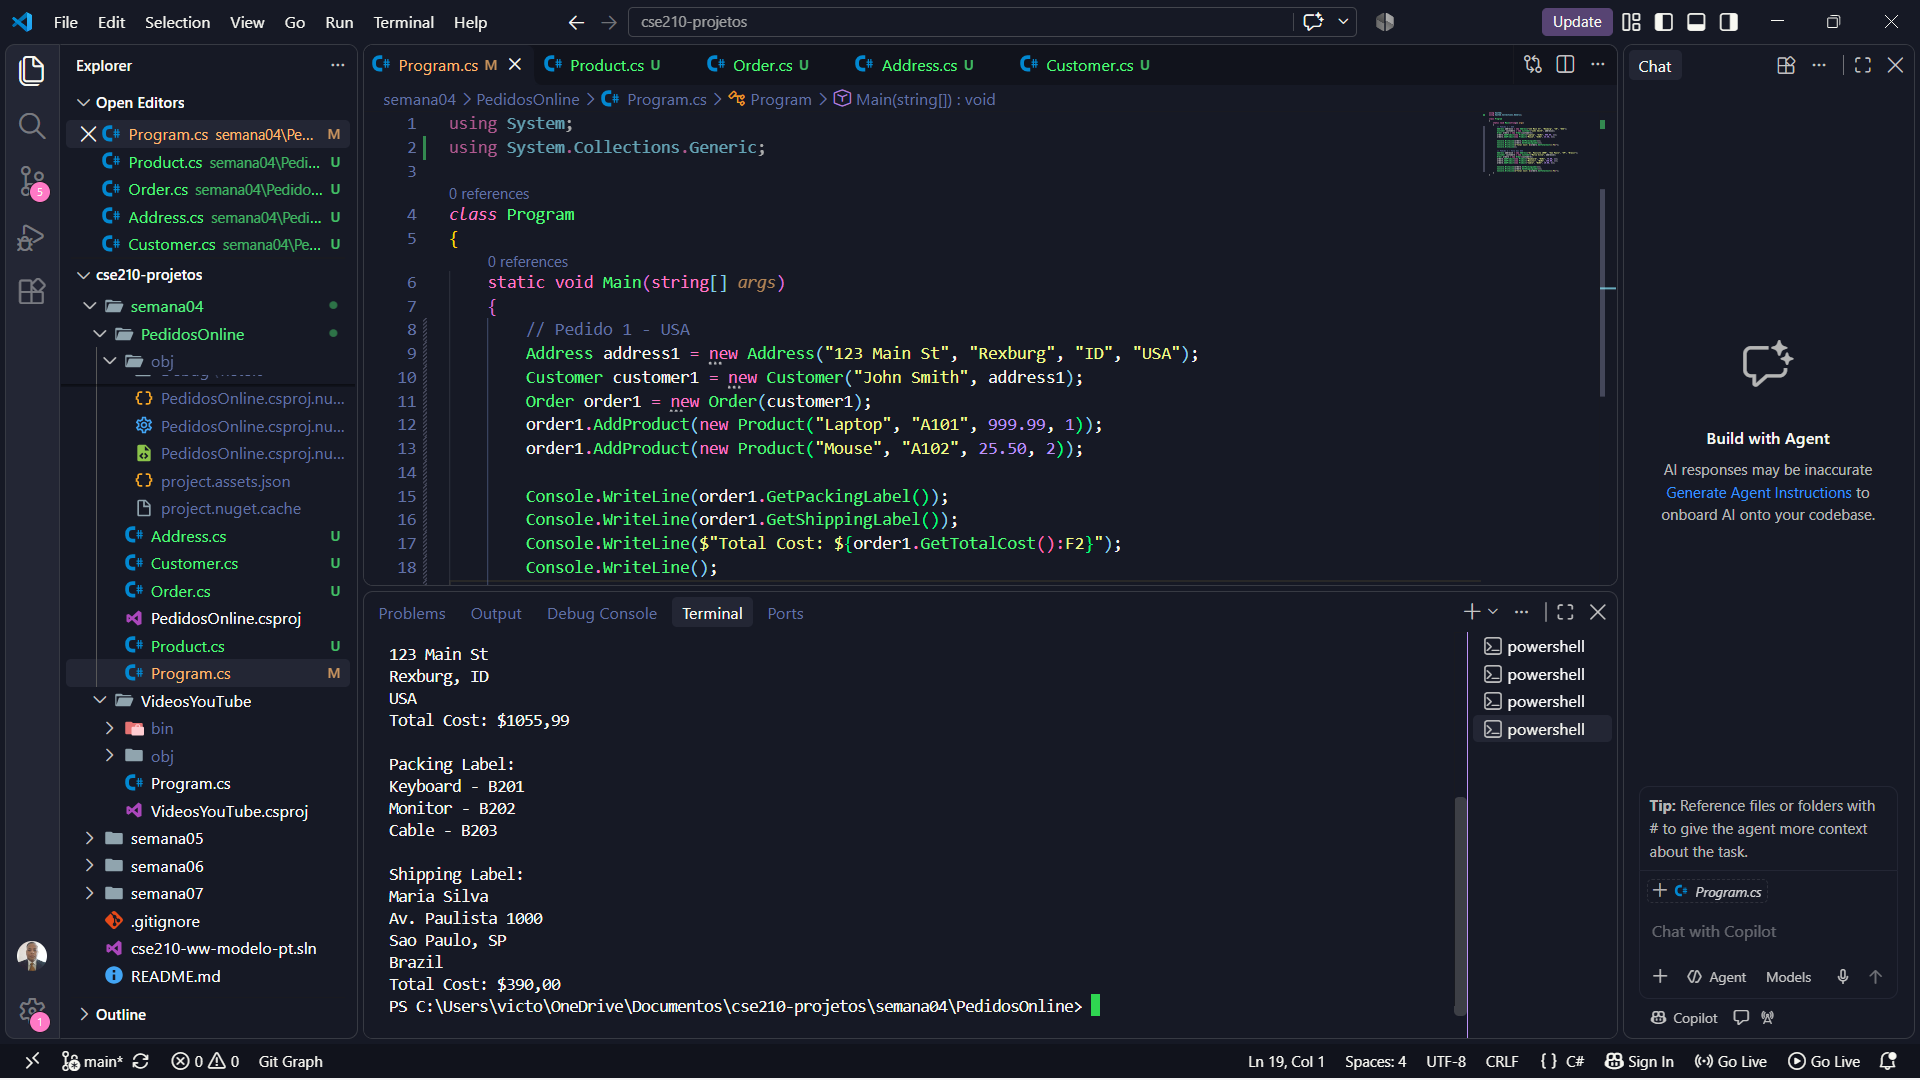 File Edit Selection View Go Run Terminal Help
cse210-projetos
Update
Explorer
Open Editors
Program.cs semana04\Pe... M
Product.cs semana04\Pedi... U
Order.cs semana04\Pedido... U
Address.cs semana04\Pedi... U
Customer.cs semana04\Pe... U
cse210-projetos
semana04
PedidosOnline
obj
PedidosOnline.csproj.nu...
PedidosOnline.csproj.nu...
PedidosOnline.csproj.nu...
project.assets.json
project.nuget.cache
Address.cs U
Customer.cs U
Order.cs U
PedidosOnline.csproj
Product.cs U
Program.cs M
VideosYouTube
bin
obj
Program.cs
VideosYouTube.csproj
semana05
semana06
semana07
.gitignore
cse210-ww-modelo-pt.sln
README.md
Outline
5
1
Program.cs M
Product.cs U
Order.cs U
Address.cs U
Customer.cs U
semana04 > PedidosOnline > Program.cs > Program > Main(string[]) : void
1 using System;
2 using System.Collections.Generic;
3
0 references
4 class Program
5 {
0 references
6 static void Main(string[] args)
7 {
8 // Pedido 1 - USA
9 Address address1 = new Address("123 Main St", "Rexburg", "ID", "USA");
10 Customer customer1 = new Customer("John Smith", address1);
11 Order order1 = new Order(customer1);
12 order1.AddProduct(new Product("Laptop", "A101", 999.99, 1));
13 order1.AddProduct(new Product("Mouse", "A102", 25.50, 2));
14
15 Console.WriteLine(order1.GetPackingLabel());
16 Console.WriteLine(order1.GetShippingLabel());
17 Console.WriteLine($"Total Cost: ${order1.GetTotalCost():F2}");
18 Console.WriteLine();
Problems Output Debug Console Terminal Ports
123 Main St
Rexburg, ID
USA
Total Cost: $1055,99
Packing Label:
Keyboard - B201
Monitor - B202
Cable - B203
Shipping Label:
Maria Silva
Av. Paulista 1000
Sao Paulo, SP
Brazil
Total Cost: $390,00
PS C:\Users\victo\OneDrive\Documentos\cse210-projetos\semana04\PedidosOnline>
powershell
powershell
powershell
powershell
Chat
Build with Agent
AI responses may be inaccurate
Generate Agent Instructions to
onboard AI onto your codebase.
Tip: Reference files or folders with
# to give the agent more context
about the task.
Program.cs
Chat with Copilot
Agent Models
Copilot
main* 0 0 Git Graph
Ln 19, Col 1 Spaces: 4 UTF-8 CRLF {} C# Sign In Go Live Go Live